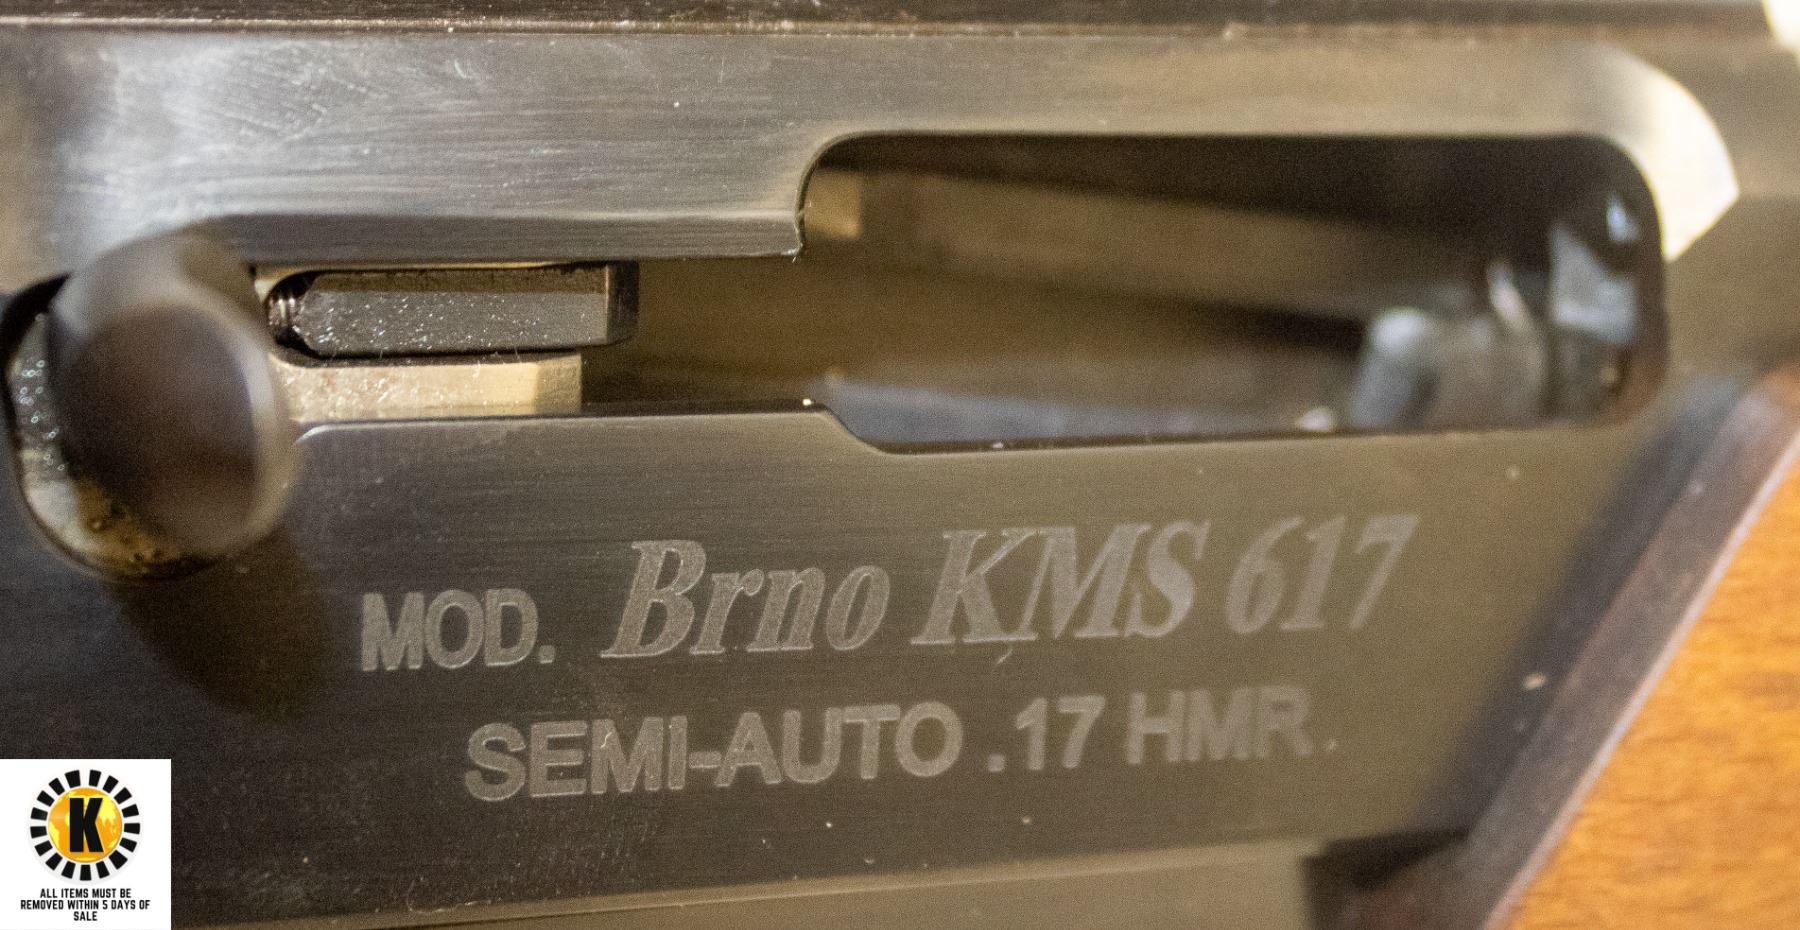 MOD. Brno KMS 617
SEMI-AUTO .17 HMR
K
ALL ITEMS MUST BE
REMOVED WITHIN 5 DAYS OF
SALE